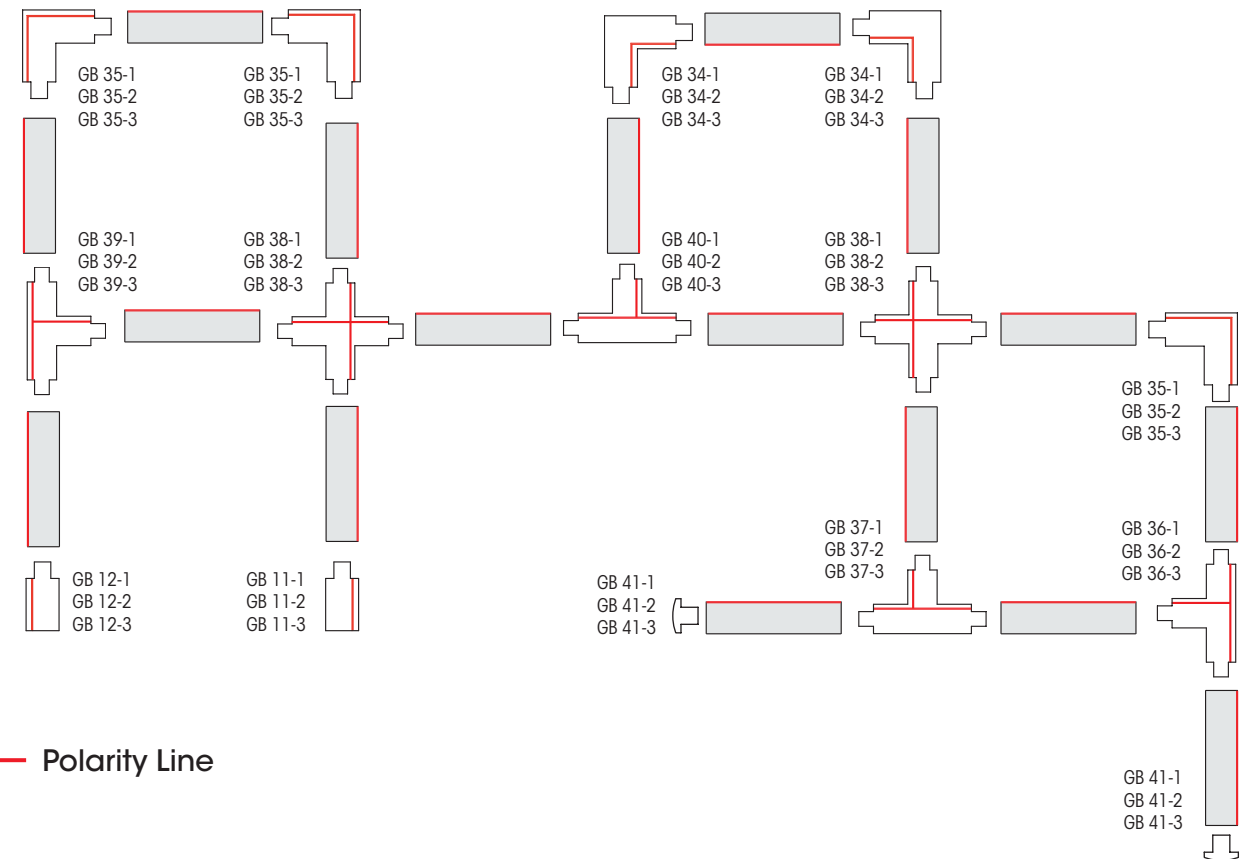 GB 35-1
GB 35-2
GB 35-3
GB 35-1
GB 35-2
GB 35-3
GB 34-1
GB 34-2
GB 34-3
GB 34-1
GB 34-2
GB 34-3
GB 39-1
GB 39-2
GB 39-3
GB 38-1
GB 38-2
GB 38-3
GB 40-1
GB 40-2
GB 40-3
GB 38-1
GB 38-2
GB 38-3
GB 35-1
GB 35-2
GB 35-3
GB 12-1
GB 12-2
GB 12-3
GB 11-1
GB 11-2
GB 11-3
GB 41-1
GB 41-2
GB 41-3
GB 37-1
GB 37-2
GB 37-3
GB 36-1
GB 36-2
GB 36-3
Polarity Line
GB 41-1
GB 41-2
GB 41-3